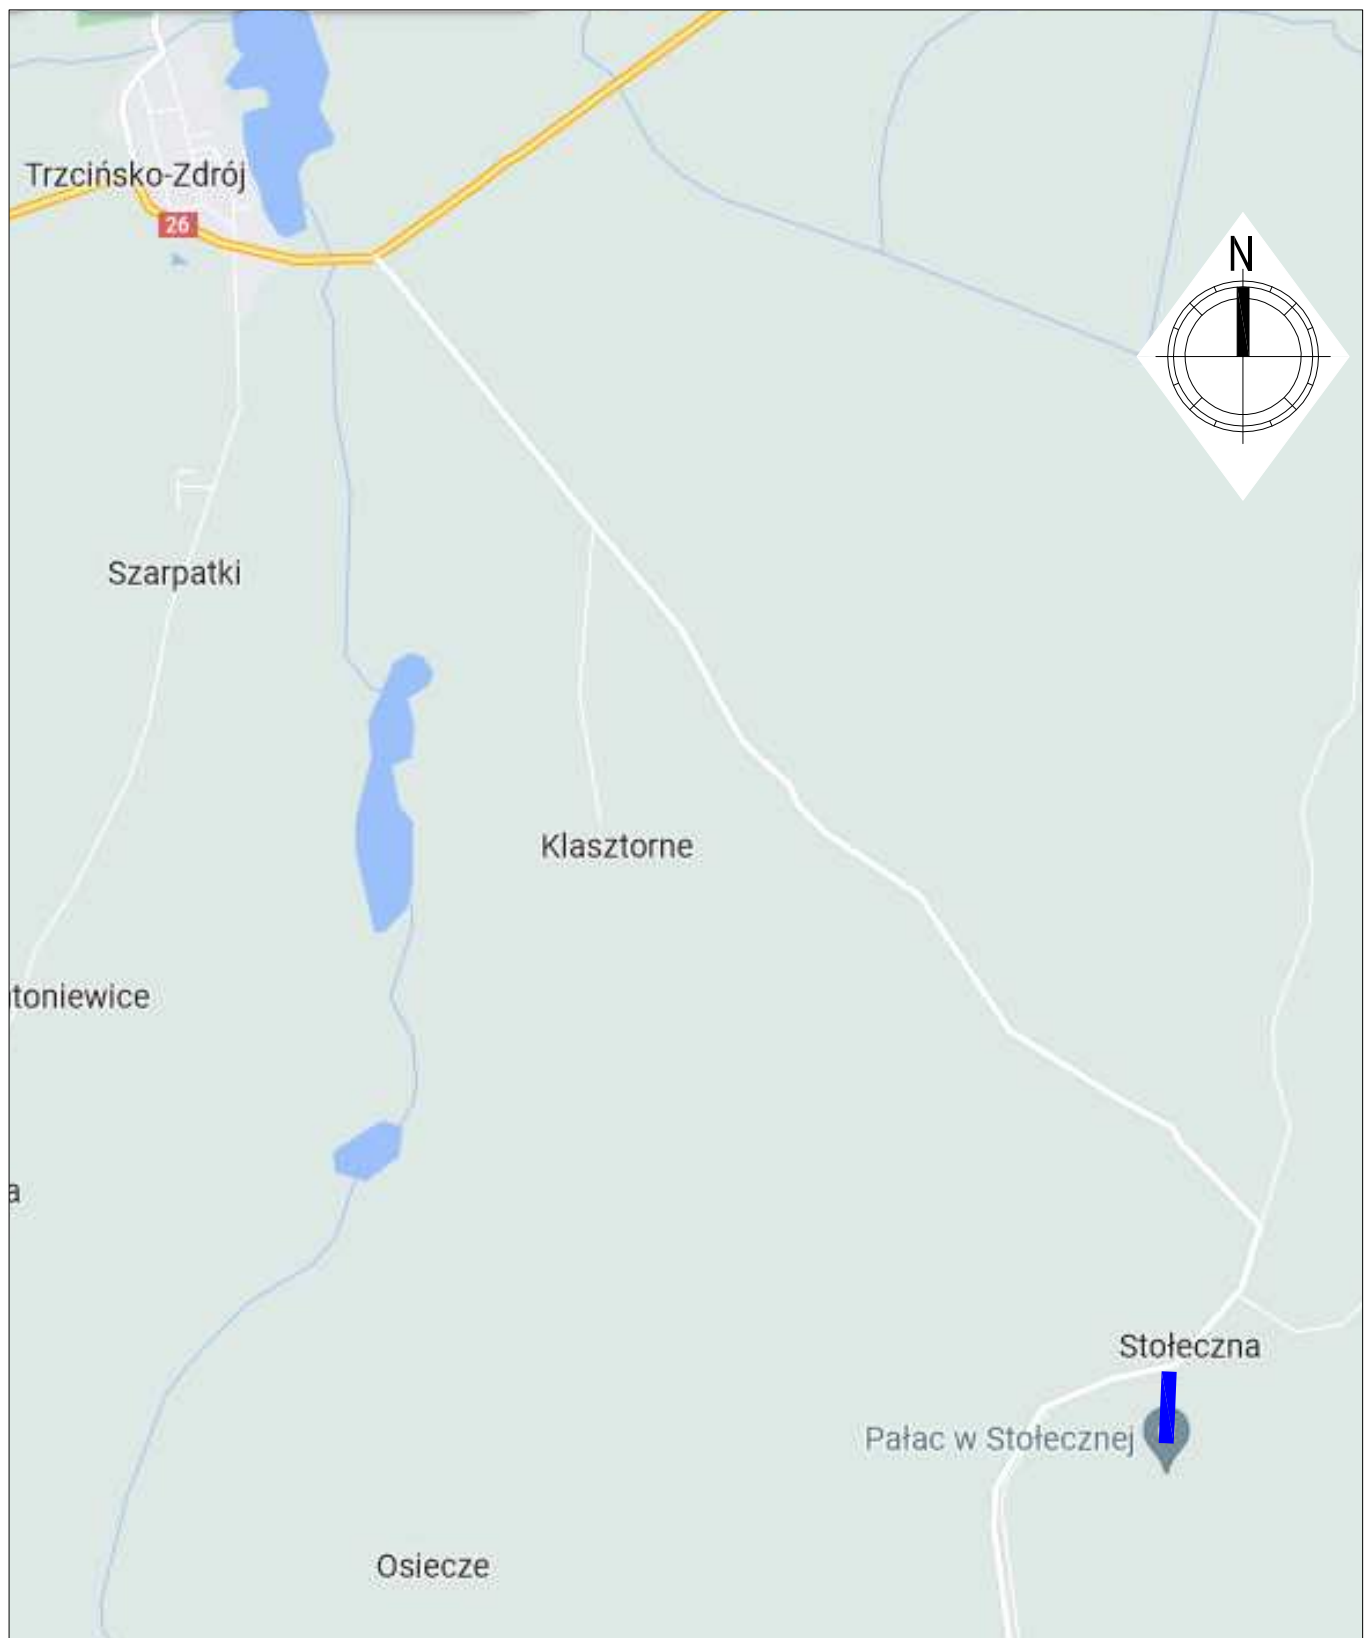 Trzcińsko-Zdrój
26
N
Szarpatki
Klasztorne
toniewice
a
Stołeczna
Pałac w Stołecznej
Osiecze